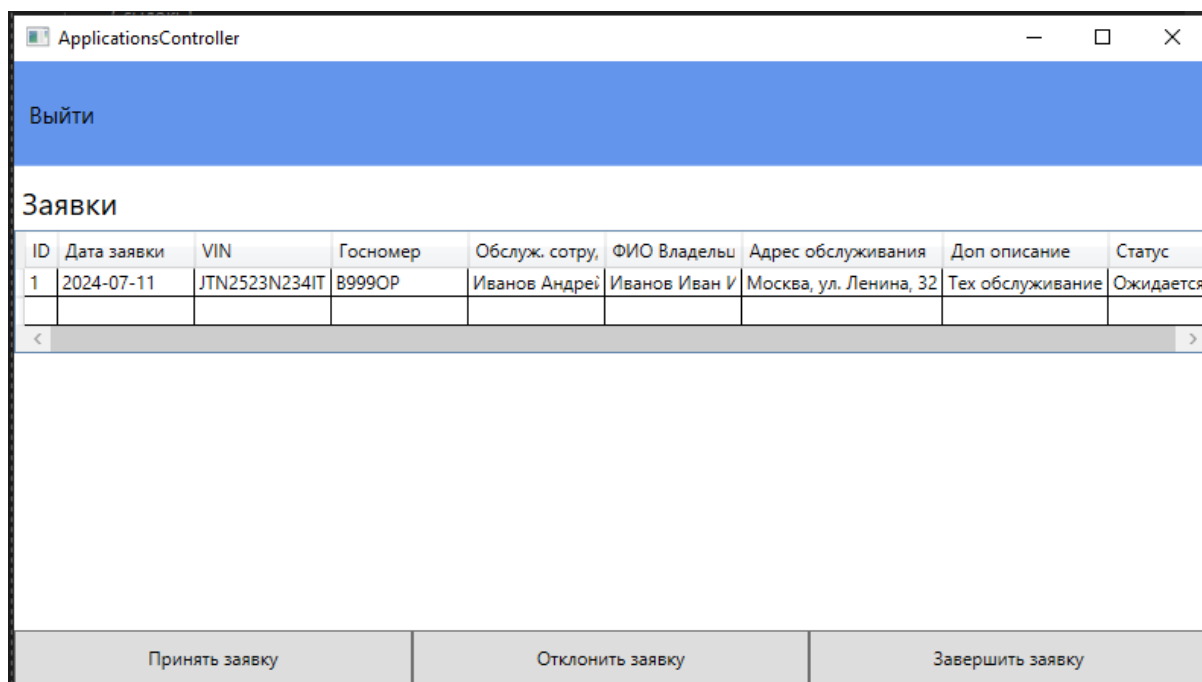 ApplicationsController
Выйти
Заявки
ID Дата заявки VIN Госномер Обслуж. сотру, ФИО Владельц Адрес обслуживания Доп описание Статус
1 2024-07-11 JTN2523N234IT В999ОР Иванов Андрей Иванов Иван И Москва, ул. Ленина, 32 Тех обслуживание Ожидается
Принять заявку Отклонить заявку Завершить заявку